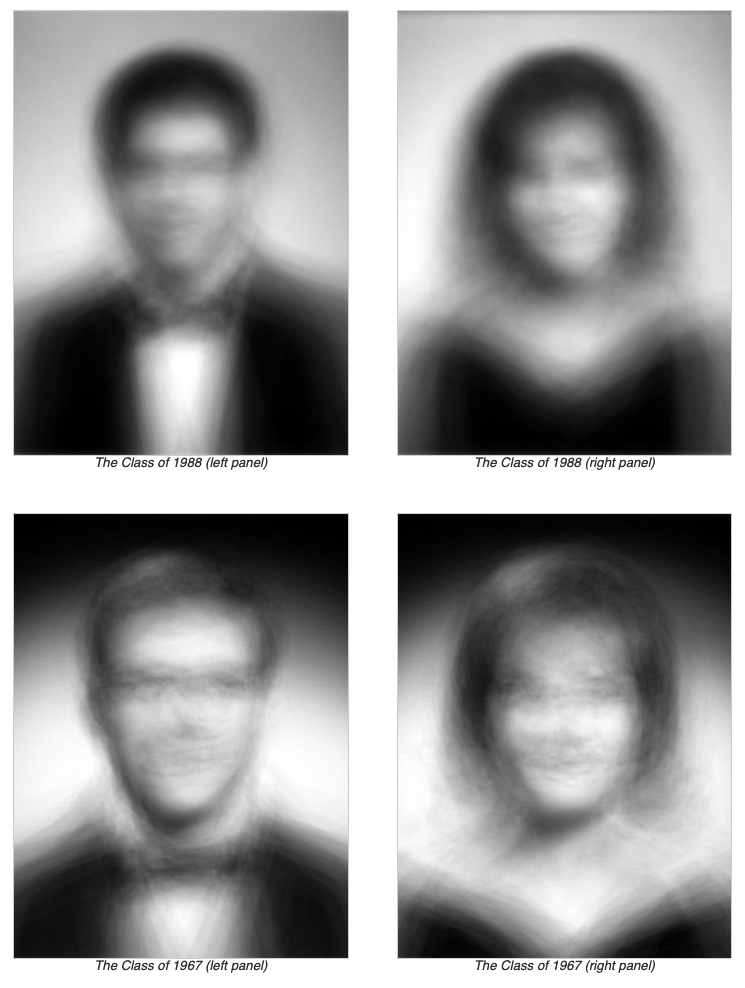 The Class of 1988 (left panel)
The Class of 1988 (right panel)
The Class of 1967 (left panel)
The Class of 1967 (right panel)